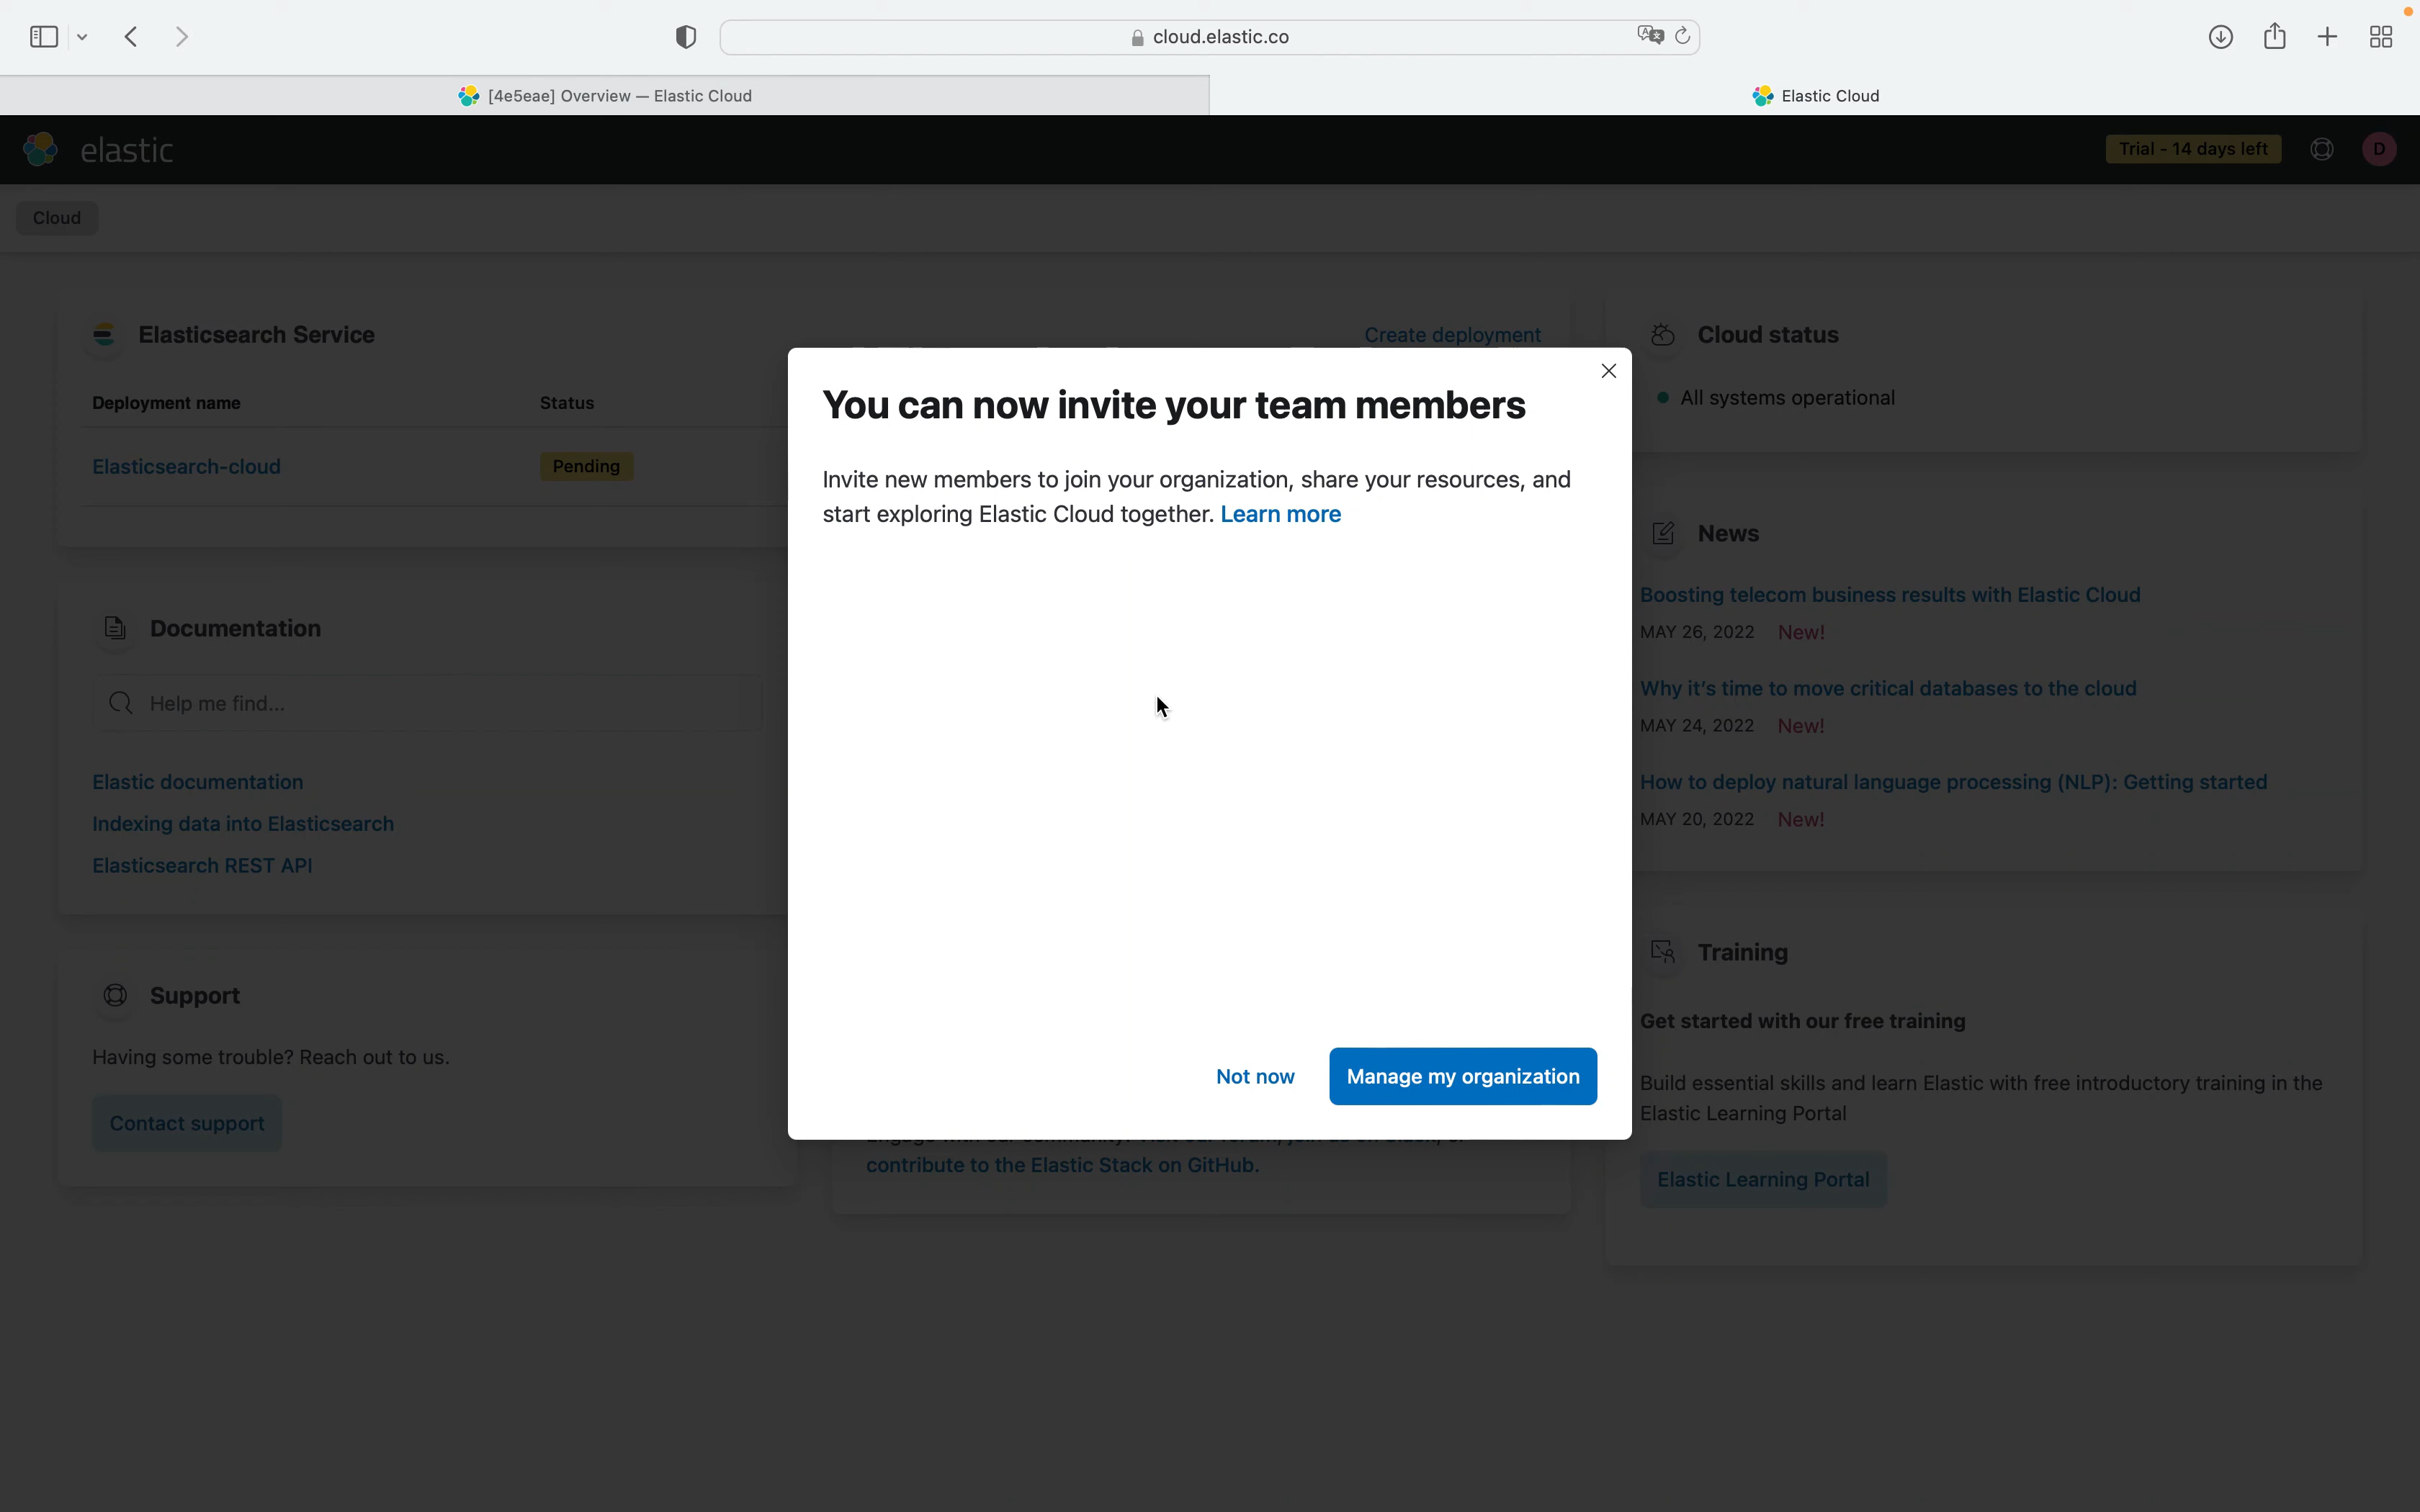 cloud.elastic.co
[4e5eae] Overview — Elastic Cloud
Elastic Cloud
elastic
Trial - 14 days left
D
Cloud
Elasticsearch Service
Create deployment
Deployment name
Status
Elasticsearch-cloud
Pending
Documentation
Help me find...
Elastic documentation
Indexing data into Elasticsearch
Elasticsearch REST API
Support
Having some trouble? Reach out to us.
Contact support
You can now invite your team members
Invite new members to join your organization, share your resources, and
start exploring Elastic Cloud together. Learn more
Not now
Manage my organization
contribute to the Elastic Stack on GitHub.
Cloud status
All systems operational
News
Boosting telecom business results with Elastic Cloud
MAY 26, 2022 New!
Why it's time to move critical databases to the cloud
MAY 24, 2022 New!
How to deploy natural language processing (NLP): Getting started
MAY 20, 2022 New!
Training
Get started with our free training
Build essential skills and learn Elastic with free introductory training in the
Elastic Learning Portal
Elastic Learning Portal